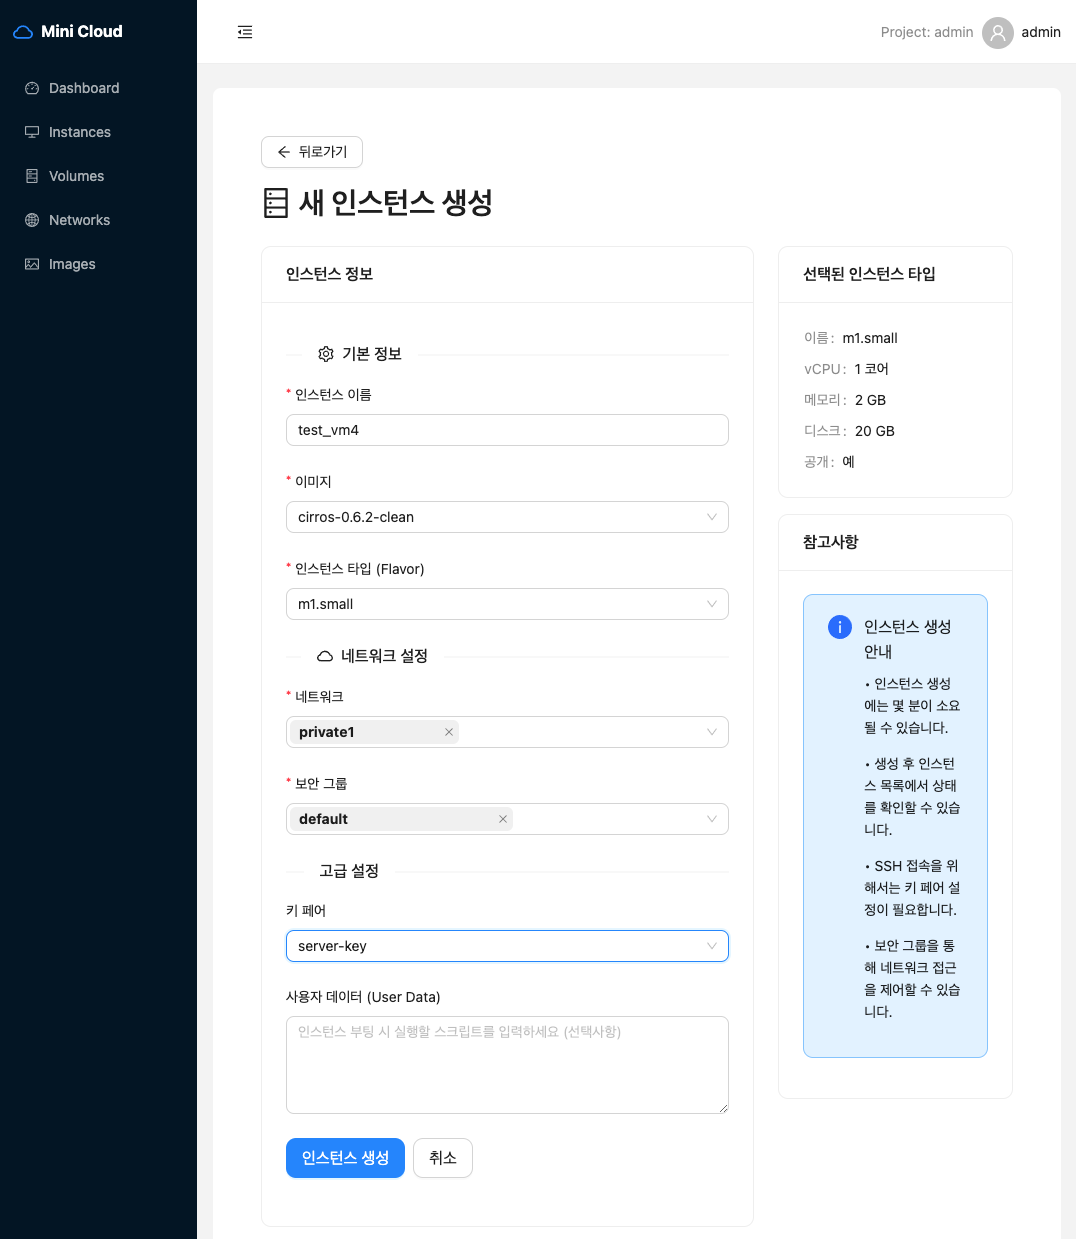 Mini Cloud
Project: admin
admin
Dashboard
Instances
Volumes
Networks
Images
뒤로가기
새 인스턴스 생성
인스턴스 정보
기본 정보
* 인스턴스 이름
test_vm4
* 이미지
cirros-0.6.2-clean
* 인스턴스 타입 (Flavor)
m1.small
네트워크 설정
* 네트워크
private1
* 보안 그룹
default
고급 설정
키 페어
server-key
사용자 데이터 (User Data)
인스턴스 부팅 시 실행할 스크립트를 입력하세요 (선택사항)
인스턴스 생성
취소
선택된 인스턴스 타입
이름: m1.small
vCPU: 1 코어
메모리: 2 GB
디스크: 20 GB
공개: 예
참고사항
인스턴스 생성
안내
• 인스턴스 생성
에는 몇 분이 소요
될 수 있습니다.
• 생성 후 인스턴
스 목록에서 상태
를 확인할 수 있습
니다.
• SSH 접속을 위
해서는 키 페어 설
정이 필요합니다.
• 보안 그룹을 통
해 네트워크 접근
을 제어할 수 있습
니다.